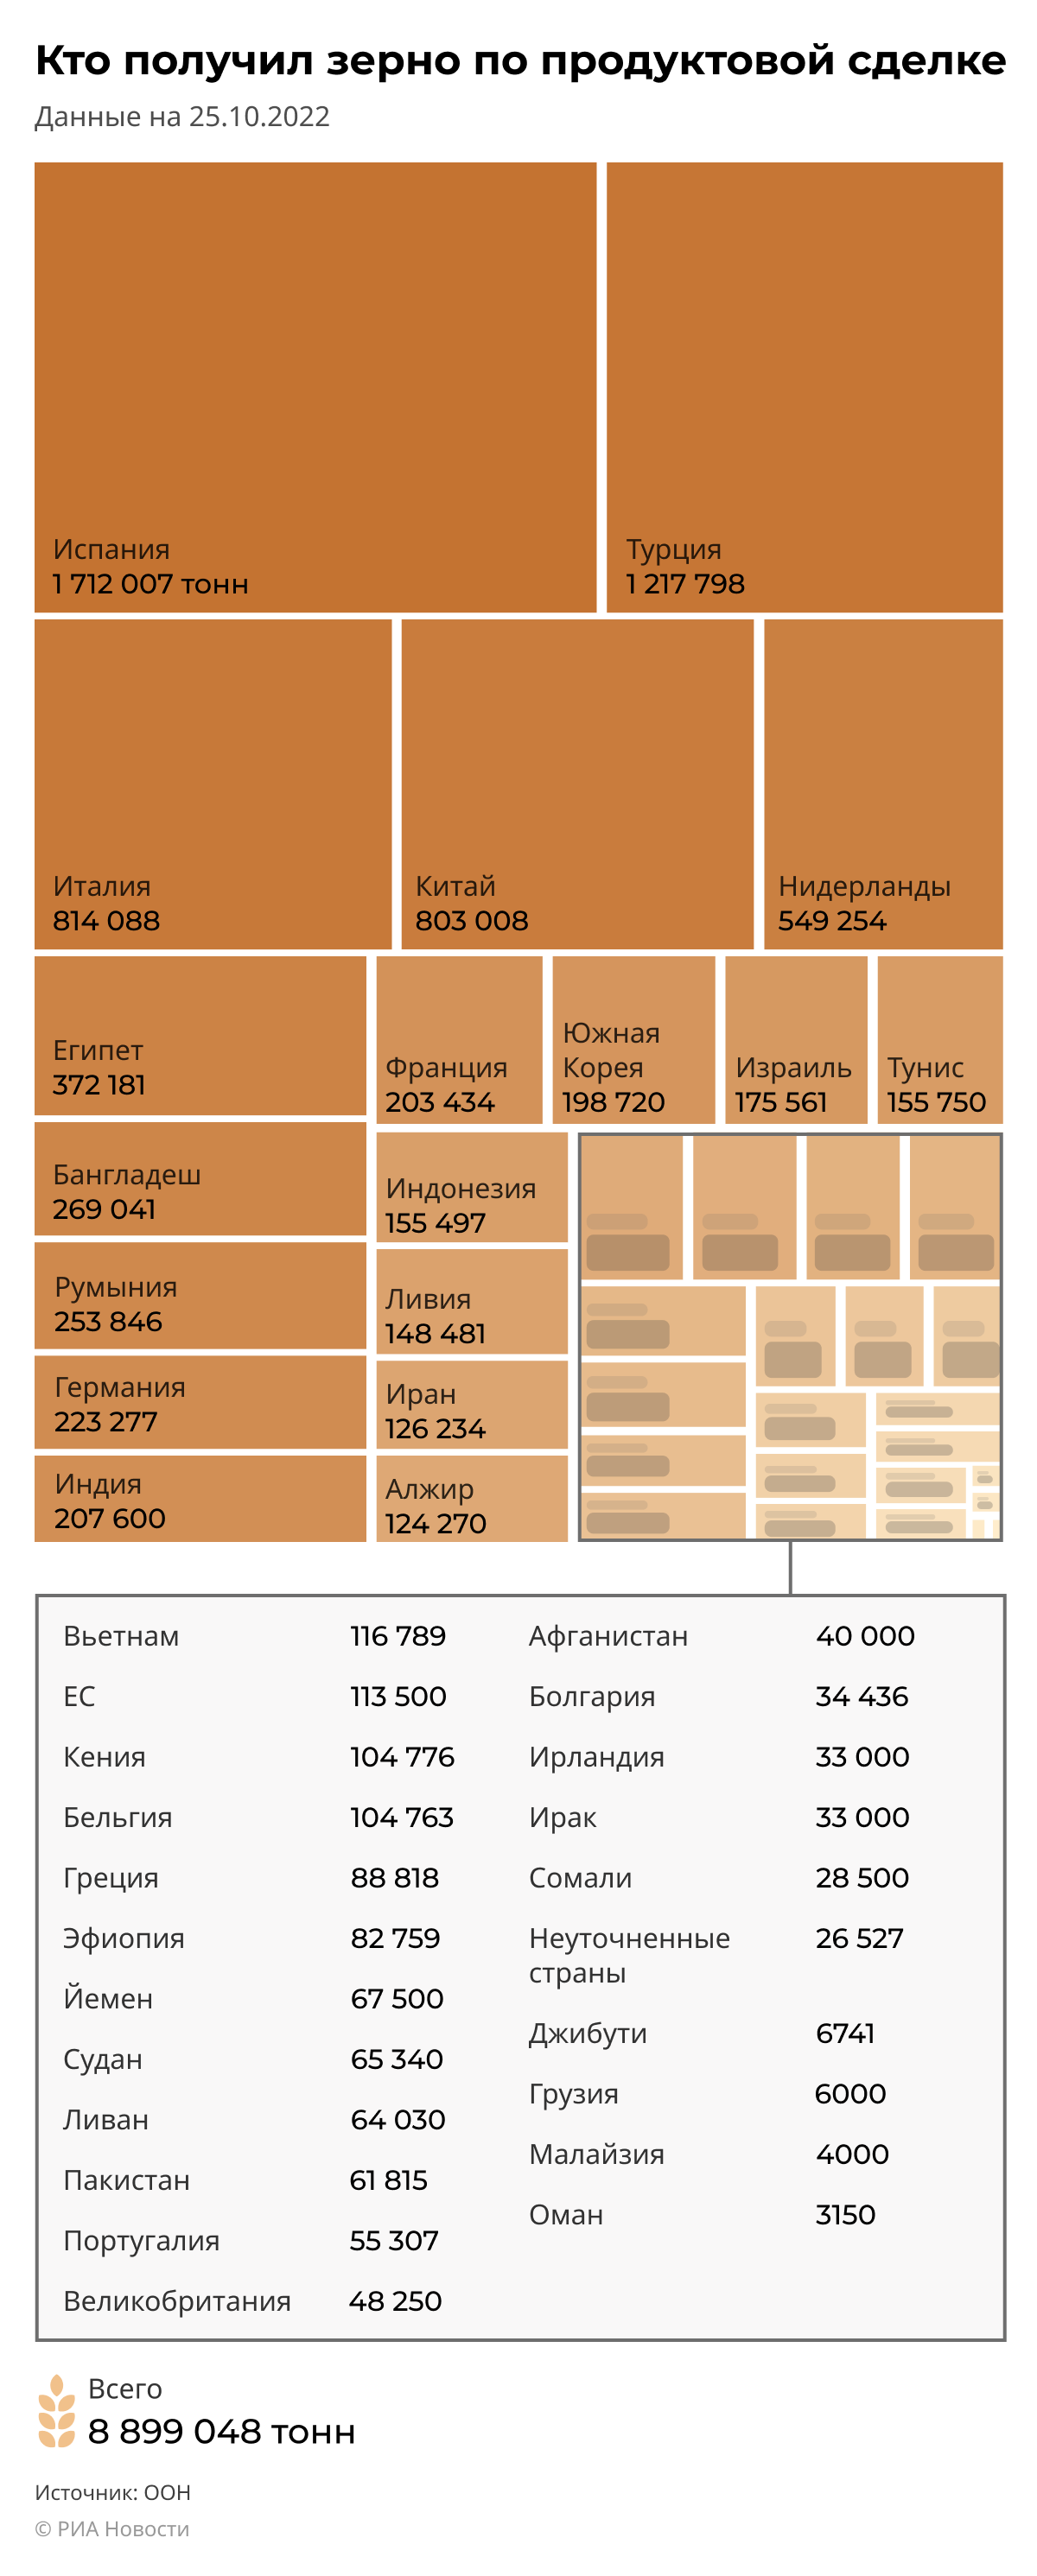 Кто получил зерно по продуктовой сделке
Данные на 25.10.2022
Испания
1 712 007 тонн
Турция
1 217 798
Италия
814 088
Китай
803 008
Нидерланды
549 254
Египет
372 181
Франция
203 434
Южная
Корея
198 720
Израиль
175 561
Тунис
155 750
Бангладеш
269 041
Румыния
253 846
Германия
223 277
Индия
207 600
Индонезия
155 497
Ливия
148 481
Иран
126 234
Алжир
124 270
Вьетнам 116 789
ЕС 113 500
Кения 104 776
Бельгия 104 763
Греция 88 818
Эфиопия 82 759
Йемен 67 500
Судан 65 340
Ливан 64 030
Пакистан 61 815
Португалия 55 307
Великобритания 48 250
Афганистан 40 000
Болгария 34 436
Ирландия 33 000
Ирак 33 000
Сомали 28 500
Неуточненные 26 527
страны
Джибути 6741
Грузия 6000
Малайзия 4000
Оман 3150
Всего
8 899 048 тонн
Источник: ООН
© РИА Новости